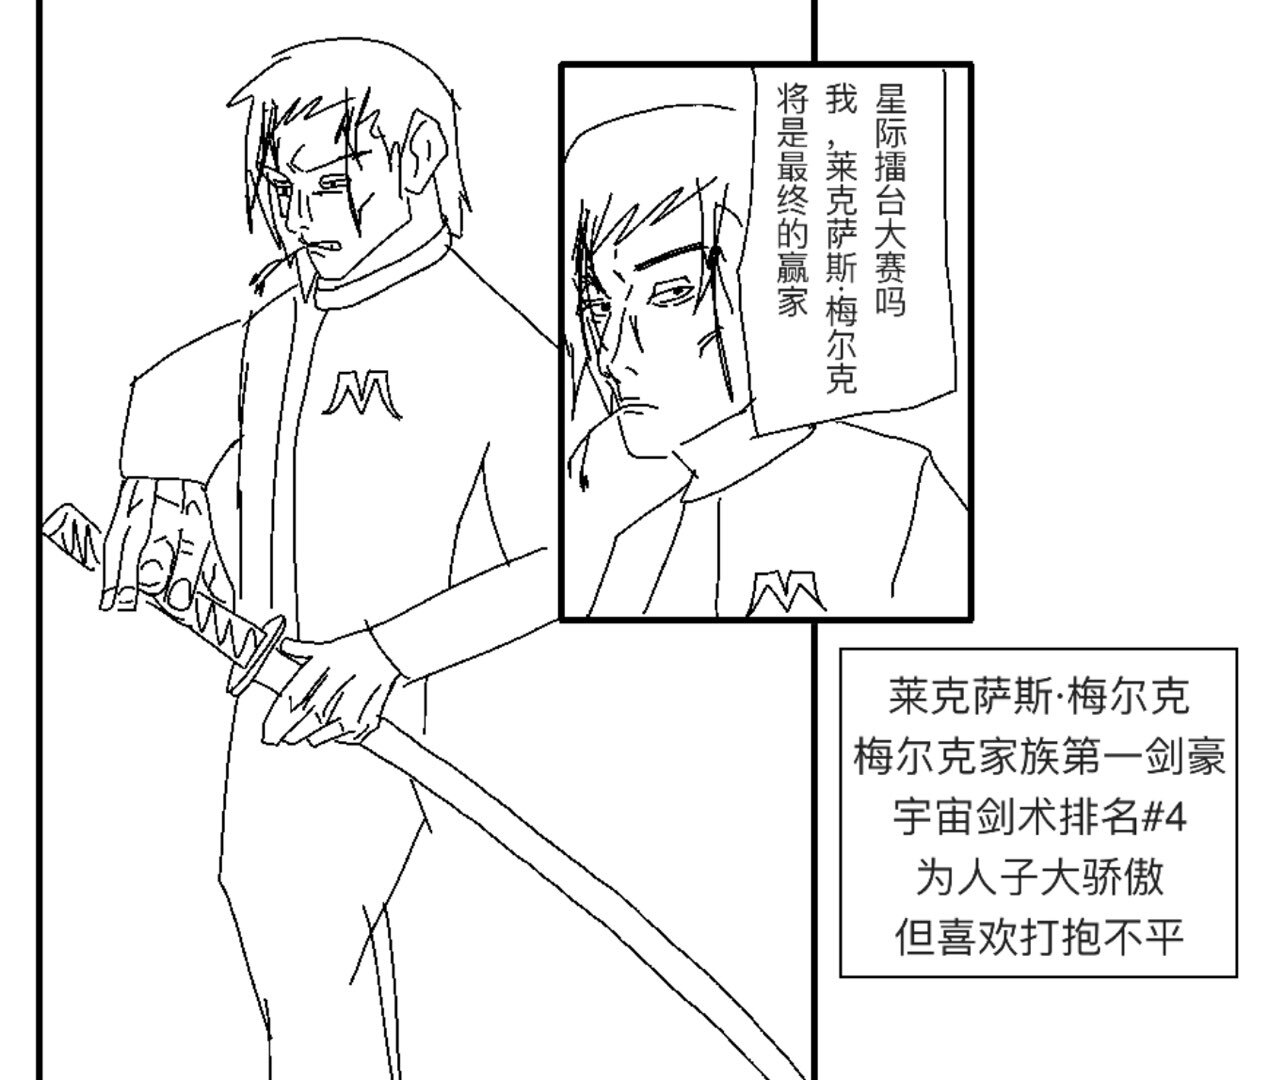 星际擂台大赛吗
我，莱克萨斯·梅尔克
将是最终的赢家
M
M
莱克萨斯·梅尔克
梅尔克家族第一剑豪
宇宙剑术排名#4
为人子大骄傲
但喜欢打抱不平